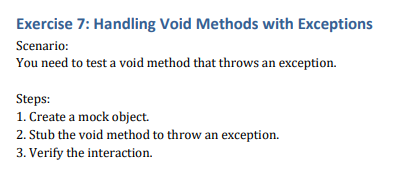 Exercise 7: Handling Void Methods with Exceptions
Scenario:
You need to test a void method that throws an exception.
Steps:
1. Create a mock object.
2. Stub the void method to throw an exception.
3. Verify the interaction.